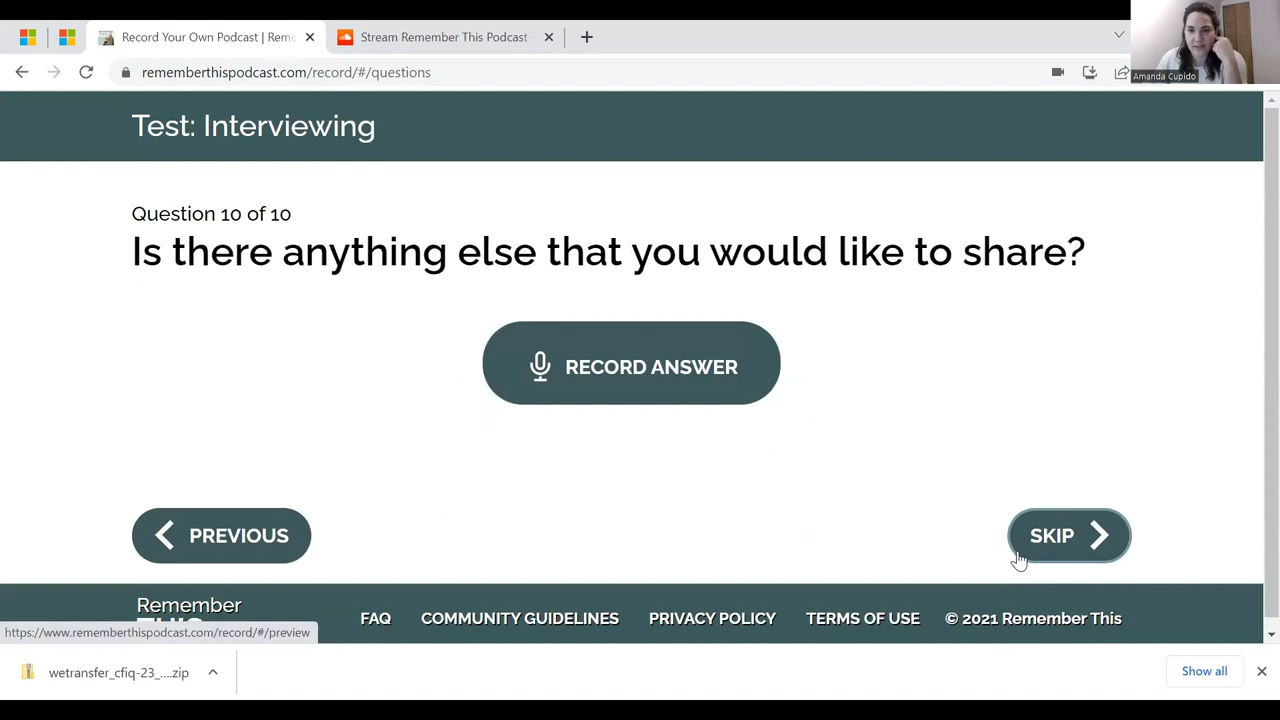 Record Your Own Podcast | Reme
Stream Remember This Podcast
rememberthispodcast.com/record/#/questions
Amanda Cupido
Test: Interviewing
Question 10 of 10
Is there anything else that you would like to share?
RECORD ANSWER
PREVIOUS
SKIP
Remember
FAQ
COMMUNITY GUIDELINES
PRIVACY POLICY
TERMS OF USE
© 2021 Remember This
https://www.rememberthispodcast.com/record/#/preview
wetransfer_cfiq-23_....zip
Show all